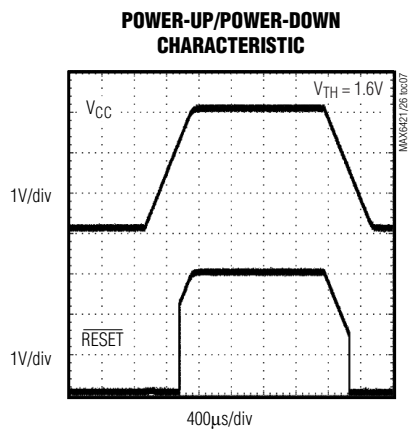 POWER-UP/POWER-DOWN
CHARACTERISTIC
VTH = 1.6V
VCC
1V/div
RESET
1V/div
400μs/div
MAX6421/26 toc07